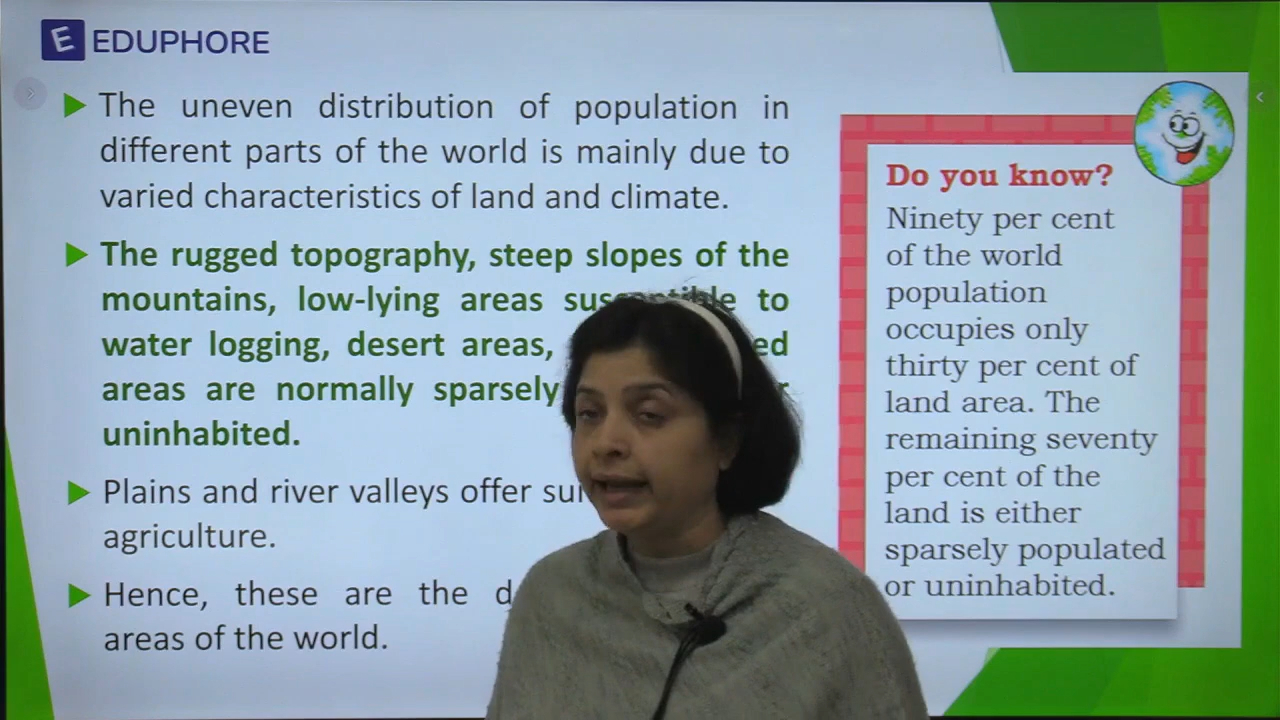 E EDUPHORE
The uneven distribution of population in
different parts of the world is mainly due to
varied characteristics of land and climate.
The rugged topography, steep slopes of the
mountains, low-lying areas susceptible to
water logging, desert areas,
areas are normally sparsely
uninhabited.
Plains and river valleys offer
agriculture.
Hence, these are the
areas of the world.
Do you know?
Ninety per cent
of the world
population
occupies only
thirty per cent of
land area. The
remaining seventy
per cent of the
land is either
sparsely populated
or uninhabited.